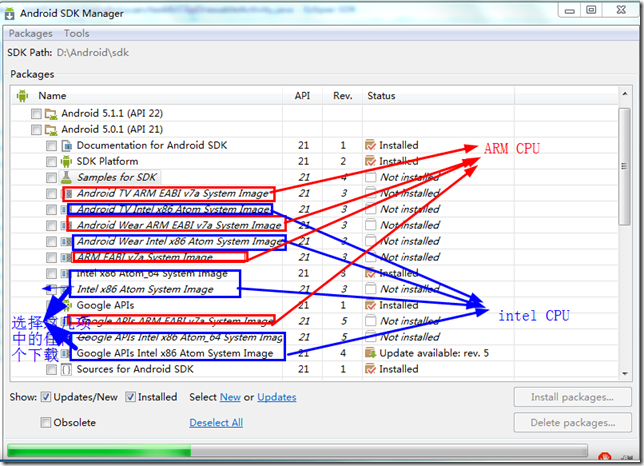 Android SDK Manager
Packages Tools
SDK Path: D:\Android\sdk
Packages
Name API Rev. Status
Android 5.1.1 (API 22)
Android 5.0.1 (API 21)
Documentation for Android SDK 21 1 Installed
SDK Platform 21 2 Installed
Samples for SDK 21 4 Not installed
Android TV ARM EABI v7a System Image 21 3 Not installed
Android TV Intel x86 Atom System Image 21 3 Not installed
Android Wear ARM EABI v7a System Image 21 3 Not installed
Android Wear Intel x86 Atom System Image 21 3 Not installed
ARM EABI v7a System Image 21 3 Not installed
Intel x86 Atom_64 System Image 21 3 Installed
Intel x86 Atom System Image 21 3 Not installed
Google APIs 21 1 Installed
Google APIs ARM EABI v7a System Image 21 5 Not installed
Google APIs Intel x86 Atom_64 System Imag 21 5 Not installed
Google APIs Intel x86 Atom System Image 21 4 Update available: rev. 5
Sources for Android SDK 21 1 Installed
ARM CPU
intel CPU
选择
中的任
个下载
Show: Updates/New Installed Select New or Updates Install packages...
Obsolete Deselect All Delete packages...